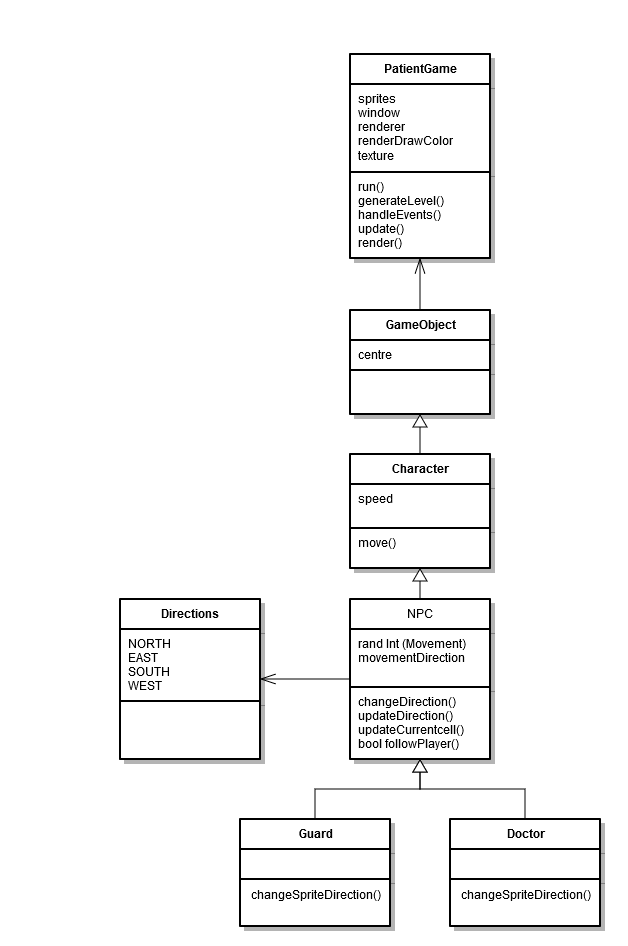 PatientGame
sprites
window
renderer
renderDrawColor
texture
run()
generateLevel()
handleEvents()
update()
render()
GameObject
centre
Character
speed
move()
Directions
NORTH
EAST
SOUTH
WEST
NPC
rand Int (Movement)
movementDirection
changeDirection()
updateDirection()
updateCurrentcell()
bool followPlayer()
Guard
changeSpriteDirection()
Doctor
changeSpriteDirection()